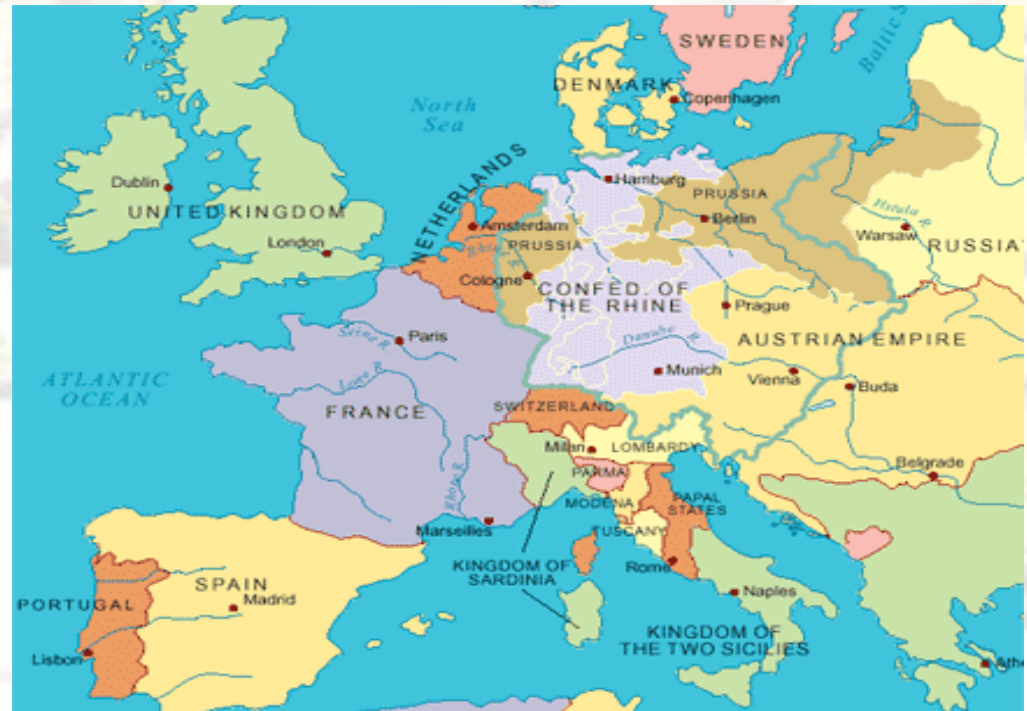 SWEDEN
Baltic S
DENMARK
Copenhagen
North
Sea
NETHERLANDS
Dublin
UNITED KINGDOM
London
Hamburg
PRUSSIA
Berlin
Warsaw
RUSSIA
Amsterdam
PRUSSIA
Cologne
CONFED. OF
THE RHINE
Prague
AUSTRIAN EMPIRE
Paris
Seine R.
Danube R.
Munich
Vienna
Buda
ATLANTIC
OCEAN
FRANCE
SWITZERLAND
Milan
LOMBARDY
Belgrade
PARMA
MODENA
PAPAL
STATES
TUSCANY
Rhone R.
Marseilles
KINGDOM OF
SARDINIA
Rome
Naples
KINGDOM OF
THE TWO SICILIES
SPAIN
Madrid
PORTUGAL
Lisbon
Athe